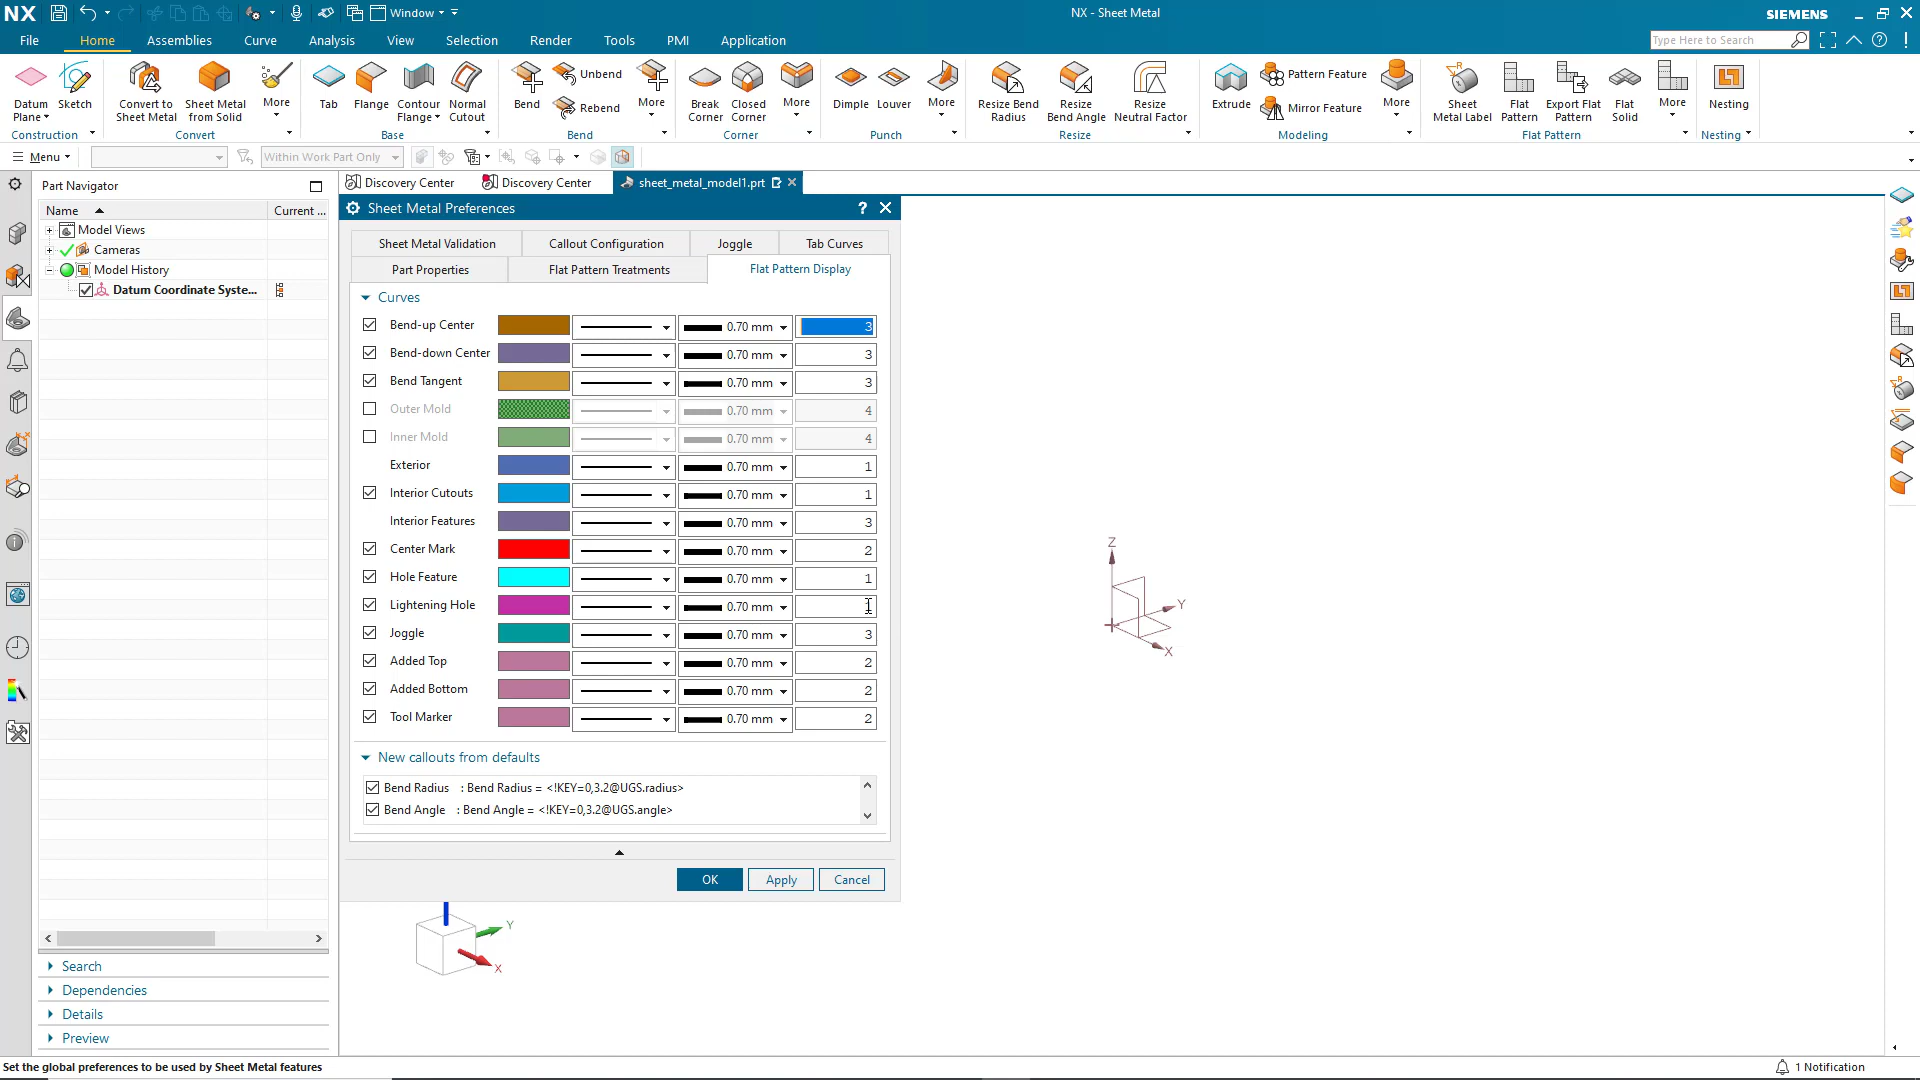 NX
Window
NX - Sheet Metal
SIEMENS
File
Home
Assemblies
Curve
Analysis
View
Selection
Render
Tools
PMI
Application
Type Here to Search
Datum Plane
Sketch
Construction
Convert to Sheet Metal
Sheet Metal from Solid
More
Convert
Tab
Flange
Contour Flange
Normal Cutout
Base
Bend
Unbend
Rebend
More
Bend
Break Corner
Closed Corner
More
Corner
Dimple
Louver
More
Punch
Resize Bend Radius
Resize Bend Angle
Resize Neutral Factor
Resize
Extrude
Pattern Feature
Mirror Feature
More
Modeling
Sheet Metal Label
Flat Pattern
Export Flat Pattern
Flat Solid
More
Flat Pattern
Nesting
Nesting
Menu
Within Work Part Only
Part Navigator
Name
Current ...
Model Views
Cameras
Model History
Datum Coordinate Syste...
Search
Dependencies
Details
Preview
Discovery Center
Discovery Center
sheet_metal_model1.prt
Sheet Metal Preferences
?
Sheet Metal Validation
Callout Configuration
Joggle
Tab Curves
Part Properties
Flat Pattern Treatments
Flat Pattern Display
Curves
Bend-up Center 0.70 mm 3
Bend-down Center 0.70 mm 3
Bend Tangent 0.70 mm 3
Outer Mold 0.70 mm 4
Inner Mold 0.70 mm 4
Exterior 0.70 mm 1
Interior Cutouts 0.70 mm 1
Interior Features 0.70 mm 3
Center Mark 0.70 mm 2
Hole Feature 0.70 mm 1
Lightening Hole 0.70 mm
Joggle 0.70 mm 3
Added Top 0.70 mm 2
Added Bottom 0.70 mm 2
Tool Marker 0.70 mm 2
New callouts from defaults
Bend Radius : Bend Radius = <!KEY=0,3.2@UGS.radius>
Bend Angle : Bend Angle = <!KEY=0,3.2@UGS.angle>
OK
Apply
Cancel
Z
Y
X
Y
X
Set the global preferences to be used by Sheet Metal features
1 Notification